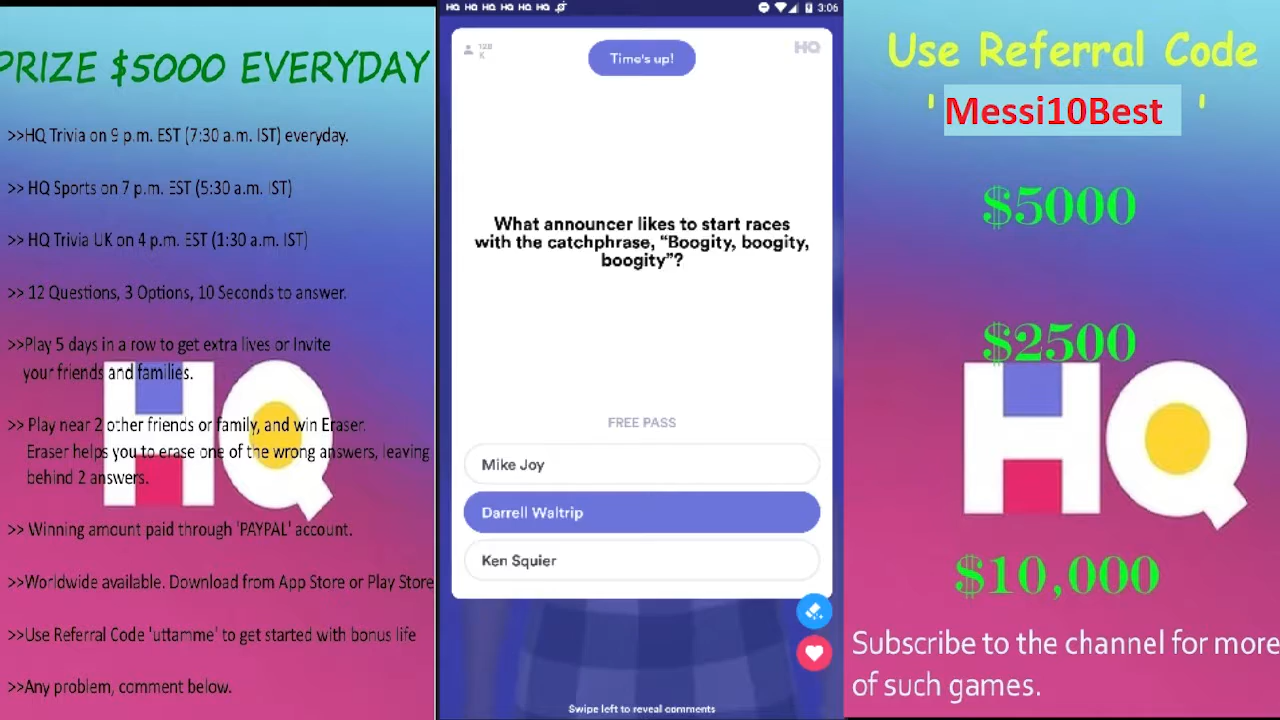 PRIZE $5000 EVERYDAY
>>HQ Trivia on 9 p.m. EST (7:30 a.m. IST) everyday.
>> HQ Sports on 7 p.m. EST (5:30 a.m. IST)
>> HQ Trivia UK on 4 p.m. EST (1:30 a.m. IST)
>> 12 Questions, 3 Options, 10 Seconds to answer.
>>Play 5 days in a row to get extra lives or Invite
your friends and families.
>> Play near 2 other friends or family, and win Eraser.
Eraser helps you to erase one of the wrong answers, leaving
behind 2 answers.
>> Winning amount paid through 'PAYPAL' account.
>>Worldwide available. Download from App Store or Play Store
>>Use Referral Code 'uttamme' to get started with bonus life
>>Any problem, comment below.
HQ
HQ HQ HQ HQ HQ HQ
3:06
128
K
Time's up!
HQ
What announcer likes to start races
with the catchphrase, “Boogity, boogity,
boogity”?
FREE PASS
Mike Joy
Darrell Waltrip
Ken Squier
Swipe left to reveal comments
Use Referral Code
' Messi10Best '
$5000
$2500
HQ
$10,000
Subscribe to the channel for more
of such games.